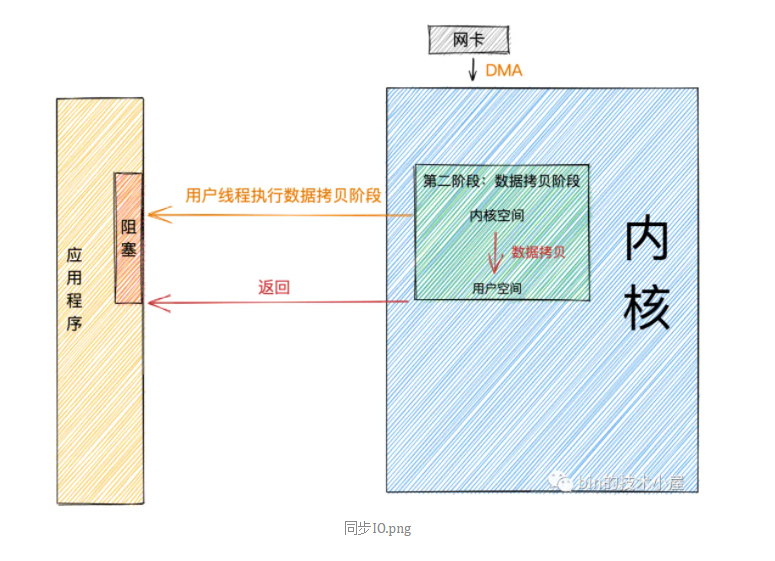 网卡
DMA
第二阶段：数据拷贝阶段
用户线程执行数据拷贝阶段
内核空间
阻塞
数据拷贝
应用程序
内核
返回
用户空间
bin的技术小屋
同步IO.png